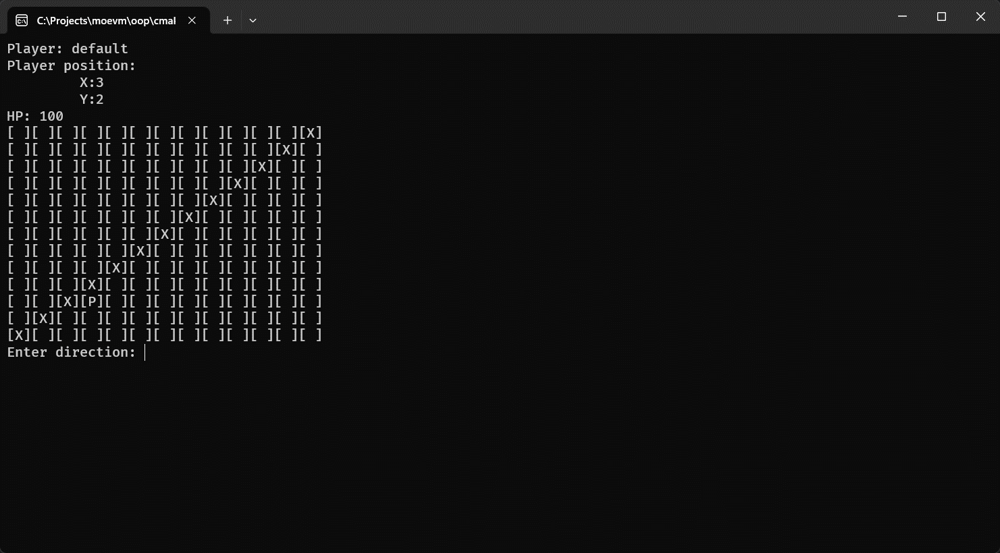 C:\Projects\moevm\oop\cmal
Player: default
Player position:
         X:3
         Y:2
HP: 100
[ ][ ][ ][ ][ ][ ][ ][ ][ ][ ][ ][ ][X]
[ ][ ][ ][ ][ ][ ][ ][ ][ ][ ][ ][X][ ]
[ ][ ][ ][ ][ ][ ][ ][ ][ ][ ][X][ ][ ]
[ ][ ][ ][ ][ ][ ][ ][ ][ ][X][ ][ ][ ]
[ ][ ][ ][ ][ ][ ][ ][ ][X][ ][ ][ ][ ]
[ ][ ][ ][ ][ ][ ][ ][X][ ][ ][ ][ ][ ]
[ ][ ][ ][ ][ ][ ][X][ ][ ][ ][ ][ ][ ]
[ ][ ][ ][ ][ ][X][ ][ ][ ][ ][ ][ ][ ]
[ ][ ][ ][ ][X][ ][ ][ ][ ][ ][ ][ ][ ]
[ ][ ][ ][X][ ][ ][ ][ ][ ][ ][ ][ ][ ]
[ ][ ][X][P][ ][ ][ ][ ][ ][ ][ ][ ][ ]
[ ][X][ ][ ][ ][ ][ ][ ][ ][ ][ ][ ][ ]
[X][ ][ ][ ][ ][ ][ ][ ][ ][ ][ ][ ][ ]
Enter direction: